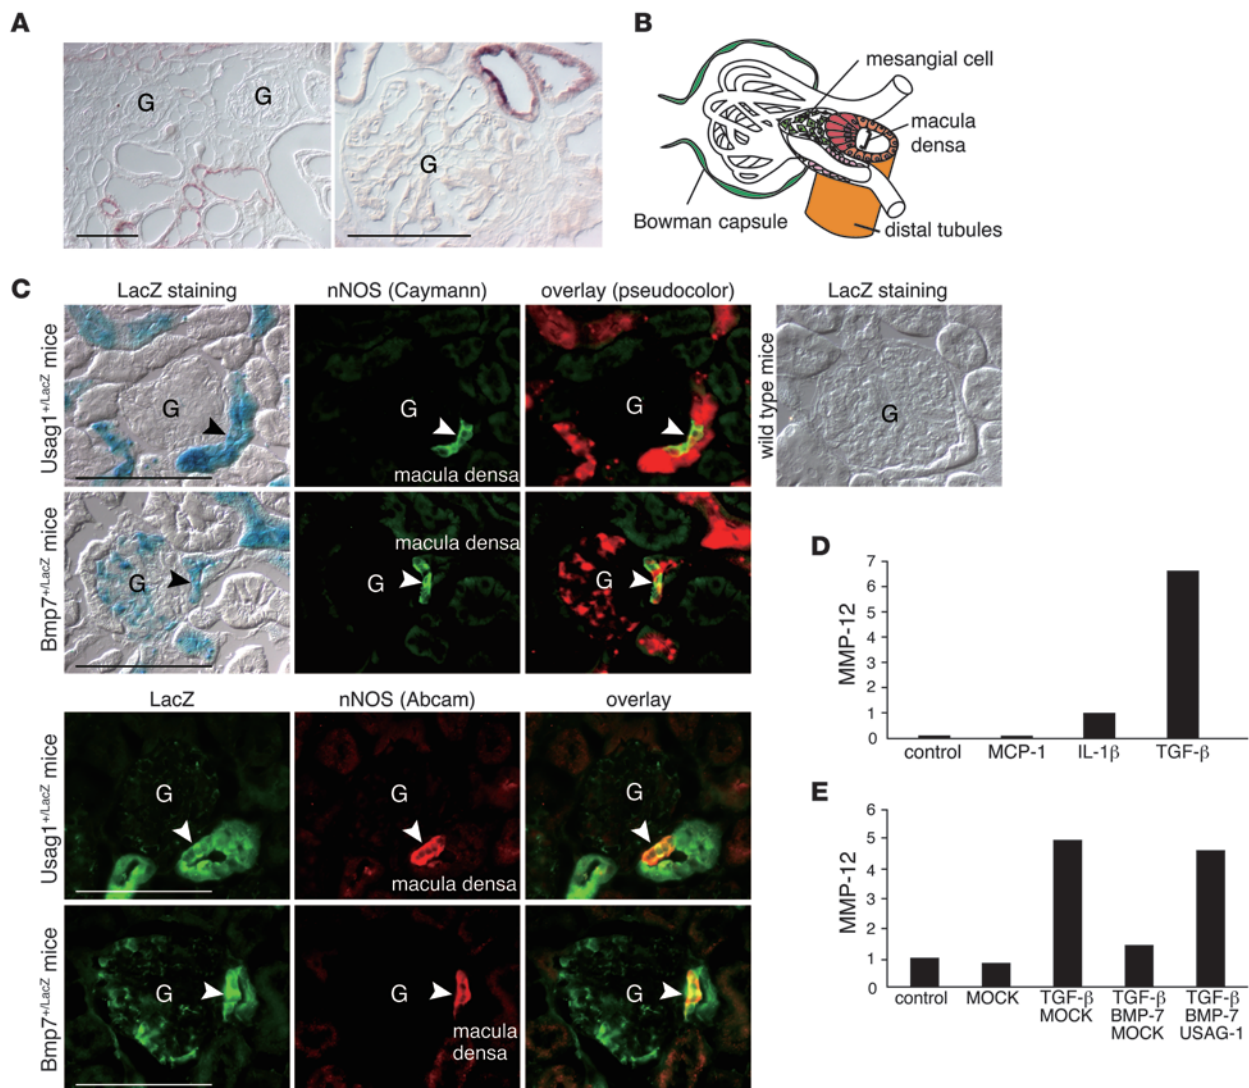 A
G
G
G
B
mesangial cell
macula
densa
Bowman capsule
distal tubules
C
LacZ staining
nNOS (Caymann)
overlay (pseudocolor)
LacZ staining
Usag1+/LacZ mice
G
G
macula densa
G
wild type mice
G
Bmp7+/LacZ mice
G
macula densa
G
G
LacZ
nNOS (Abcam)
overlay
Usag1+/LacZ mice
G
G
macula densa
G
Bmp7+/LacZ mice
G
G
macula
densa
G
D
MMP-12
7
6
5
4
3
2
1
0
control
MCP-1
IL-1β
TGF-β
E
MMP-12
6
5
4
3
2
1
0
control
MOCK
TGF-β
MOCK
TGF-β
BMP-7
MOCK
TGF-β
BMP-7
USAG-1